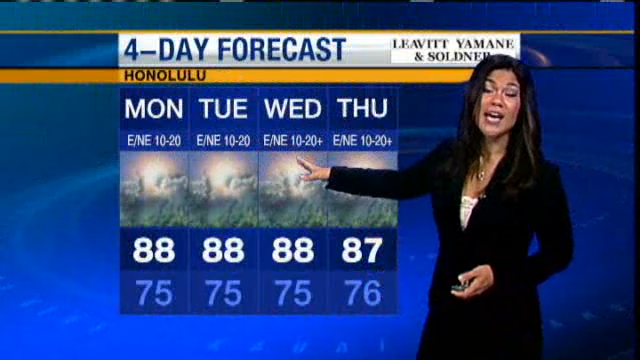 4-DAY FORECAST
LEAVITT YAMANE
& SOLDNER
HONOLULU
MON TUE WED THU
E/NE 10-20 E/NE 10-20 E/NE 10-20+ E/NE 10-20+
88 88 88 87
75 75 75 76